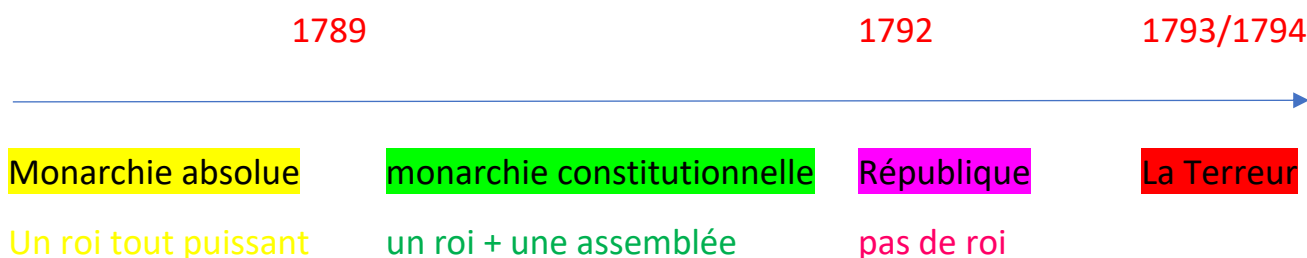 1789 1792 1793/1794
Monarchie absolue monarchie constitutionnelle République La Terreur
Un roi tout puissant un roi + une assemblée pas de roi